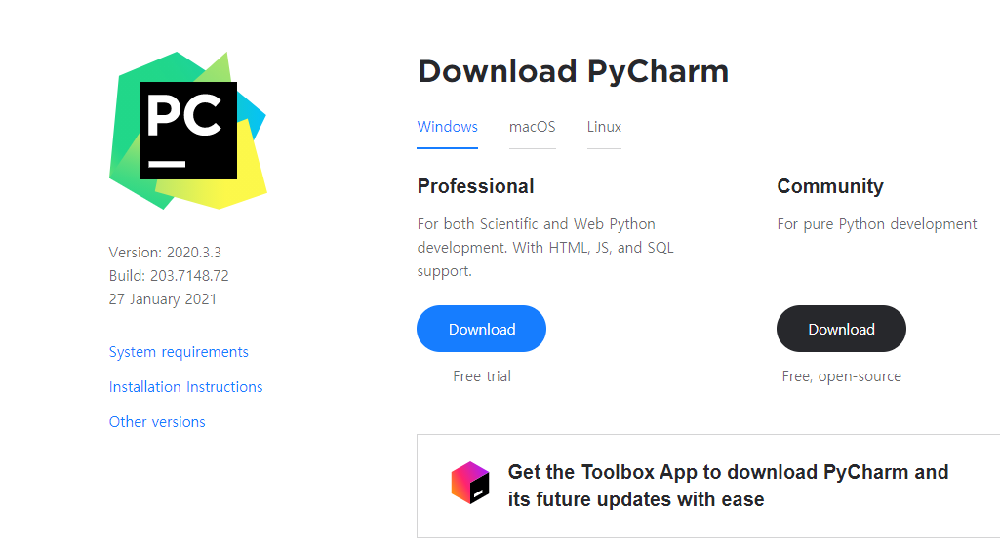 PC
Version: 2020.3.3
Build: 203.7148.72
27 January 2021
System requirements
Installation Instructions
Other versions
Download PyCharm
Windows macOS Linux
Professional
For both Scientific and Web Python
development. With HTML, JS, and SQL
support.
Download
Free trial
Community
For pure Python development
Download
Free, open-source
Get the Toolbox App to download PyCharm and
its future updates with ease